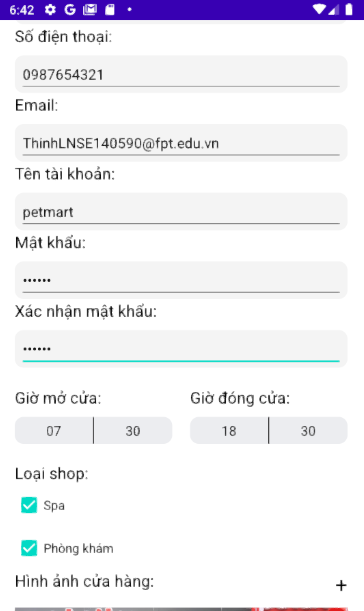 6:42
Số điện thoại:
0987654321
Email:
ThinhLNSE140590@fpt.edu.vn
Tên tài khoản:
petmart
Mật khẩu:
••••••
Xác nhận mật khẩu:
••••••
Giờ mở cửa: Giờ đóng cửa:
07 30 18 30
Loại shop:
Spa
Phòng khám
Hình ảnh cửa hàng: +